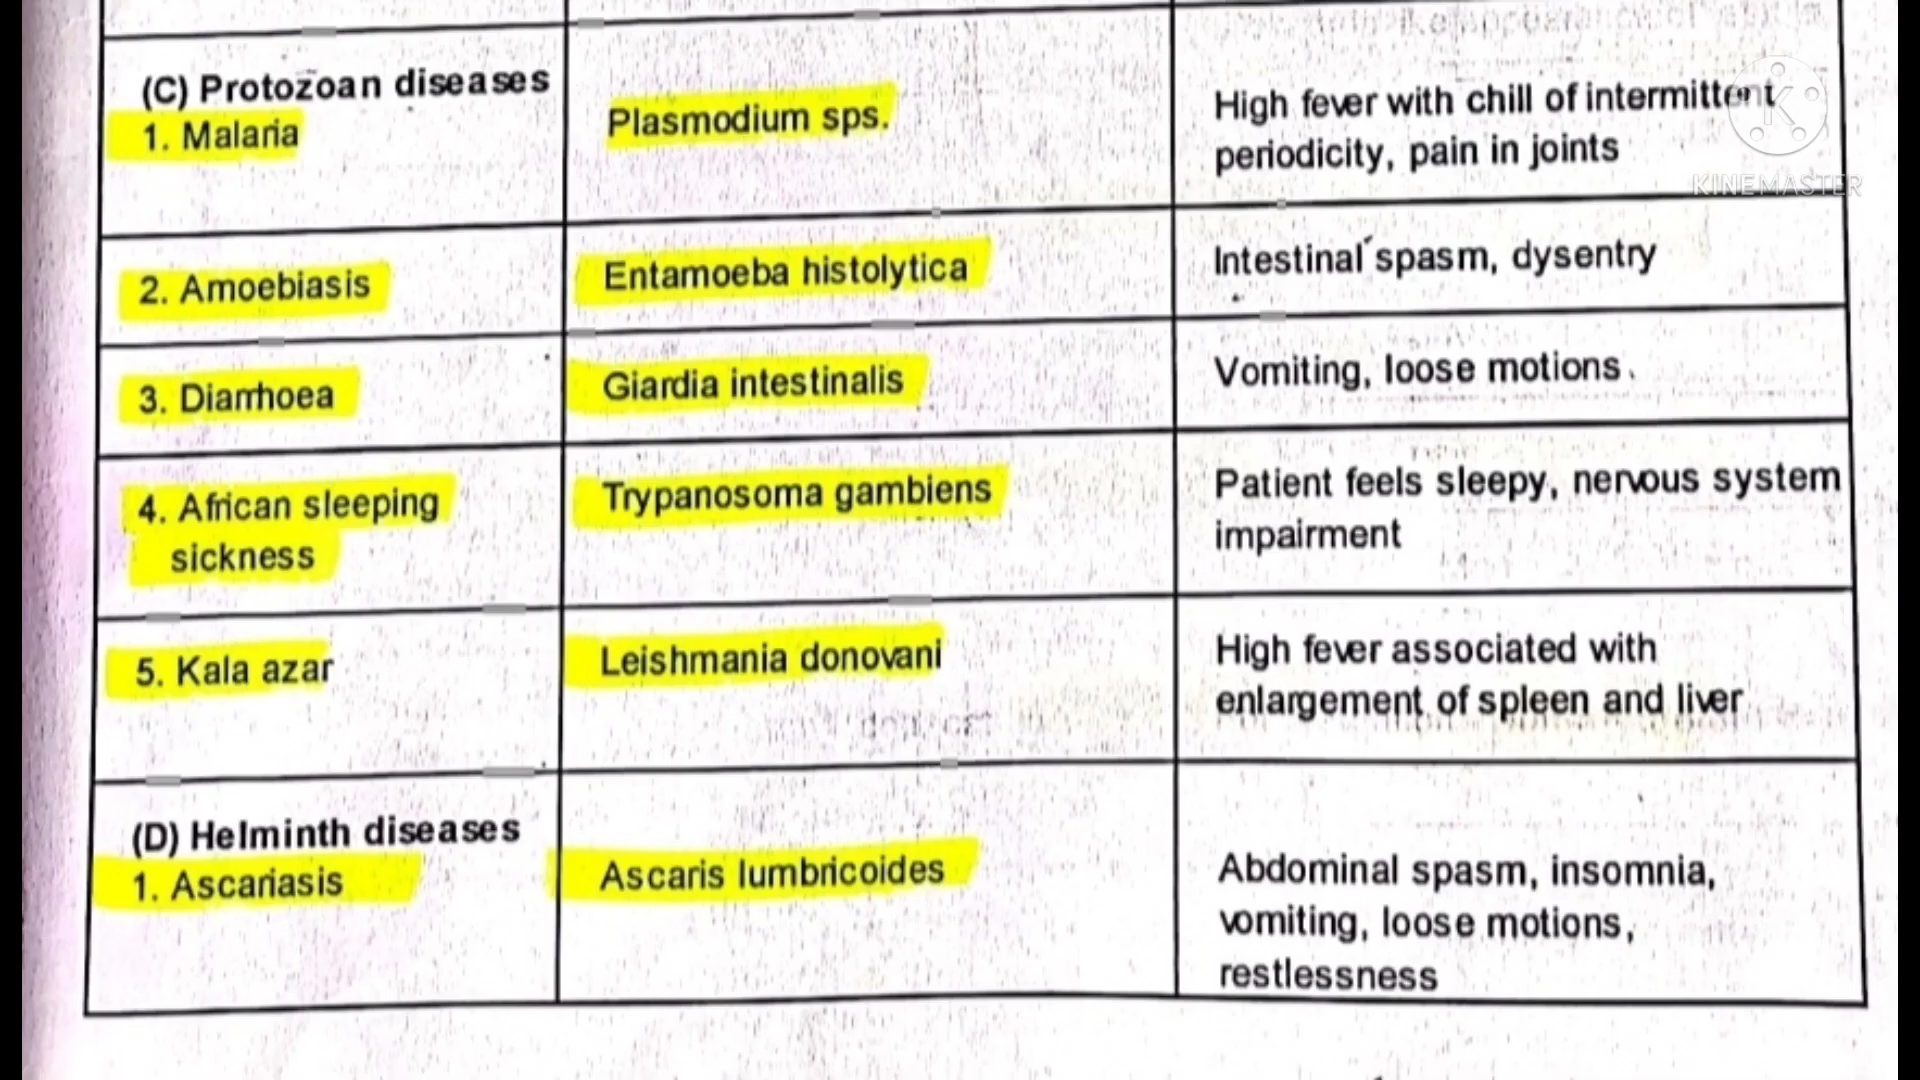 (C) Protozoan diseases
1. Malaria
Plasmodium sps.
High fever with chill of intermittent
periodicity, pain in joints
KINEMASTER
2. Amoebiasis
Entamoeba histolytica
Intestinal spasm, dysentry
3. Diarrhoea
Giardia intestinalis
Vomiting, loose motions
4. African sleeping
sickness
Trypanosoma gambiens
Patient feels sleepy, nervous system
impairment
5. Kala azar
Leishmania donovani
High fever associated with
enlargement of spleen and liver
(D) Helminth diseases
1. Ascariasis
Ascaris lumbricoides
Abdominal spasm, insomnia,
vomiting, loose motions,
restlessness